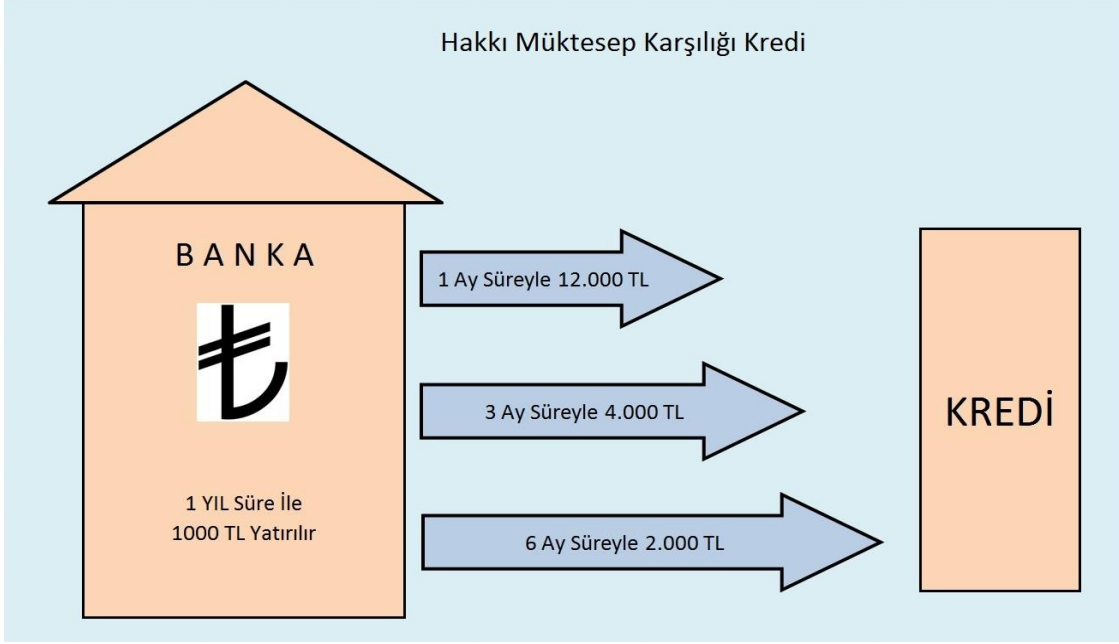 Hakkı Müktesep Karşılığı Kredi
B A N K A
₺
1 YIL Süre İle
1000 TL Yatırılır
1 Ay Süreyle 12.000 TL
3 Ay Süreyle 4.000 TL
6 Ay Süreyle 2.000 TL
KREDİ